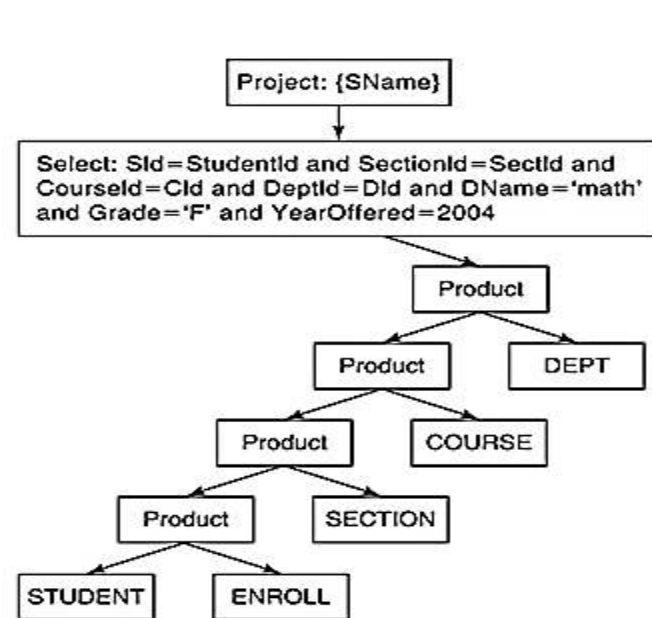 Project: {SName}
Select: SId=StudentId and SectionId=SectId and
CourseId=CId and DeptId=DId and DName=‘math’
and Grade=‘F’ and YearOffered=2004
Product
Product
DEPT
Product
COURSE
Product
SECTION
STUDENT
ENROLL